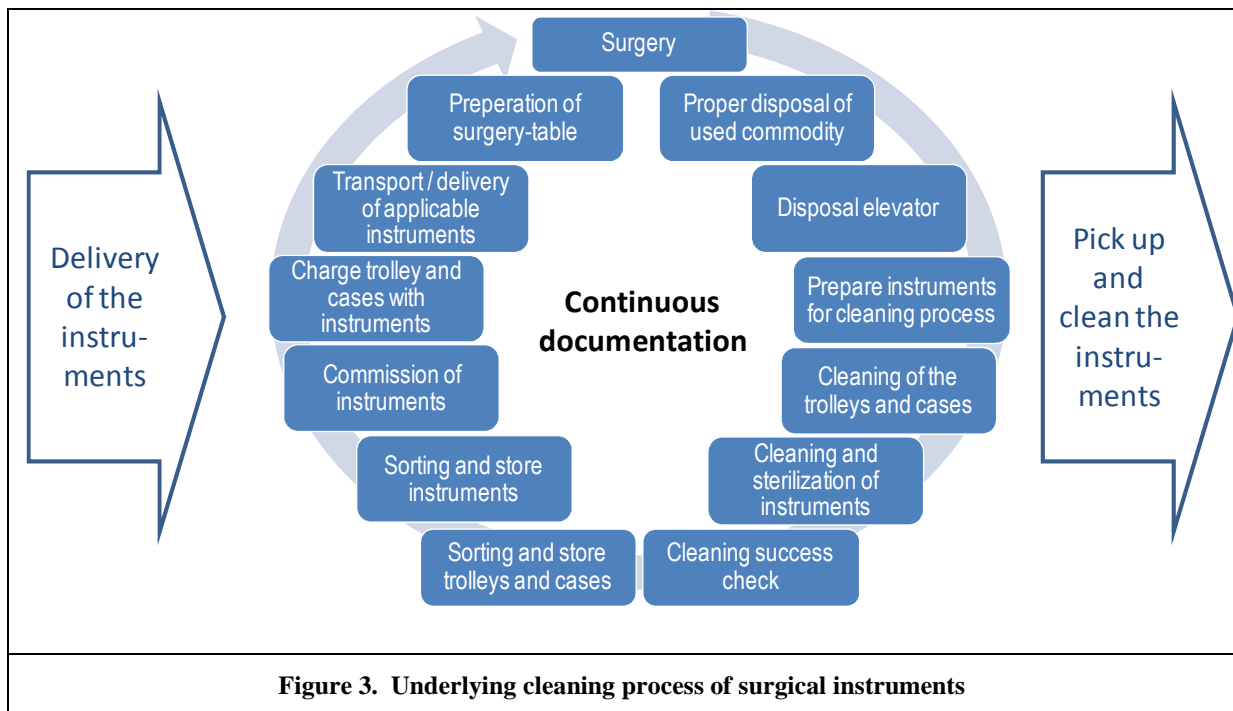 Surgery
Proper disposal of
used commodity
Disposal elevator
Prepare instruments
for cleaning process
Cleaning of the
trolleys and cases
Cleaning and
sterilization of
instruments
Cleaning success
check
Sorting and store
trolleys and cases
Sorting and store
instruments
Commission of
instruments
Charge trolley and
cases with
instruments
Transport / delivery
of applicable
instruments
Preperation of
surgery-table
Continuous
documentation
Delivery
of the
instru-
ments
Pick up
and
clean the
instru-
ments
Figure 3. Underlying cleaning process of surgical instruments